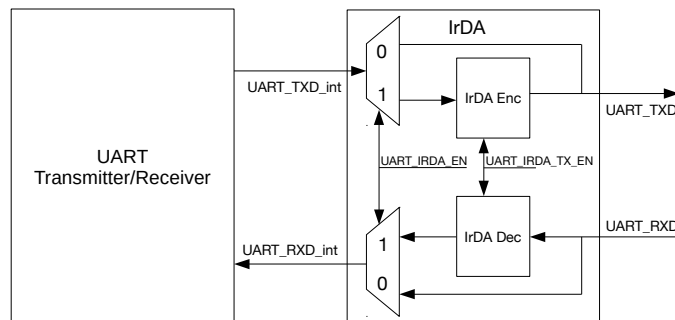 IrDA
0
1
UART_TXD_int
IrDA Enc
UART_TXD
UART
Transmitter/Receiver
UART_IRDA_EN
UART_IRDA_TX_EN
UART_RXD_int
1
0
IrDA Dec
UART_RXD